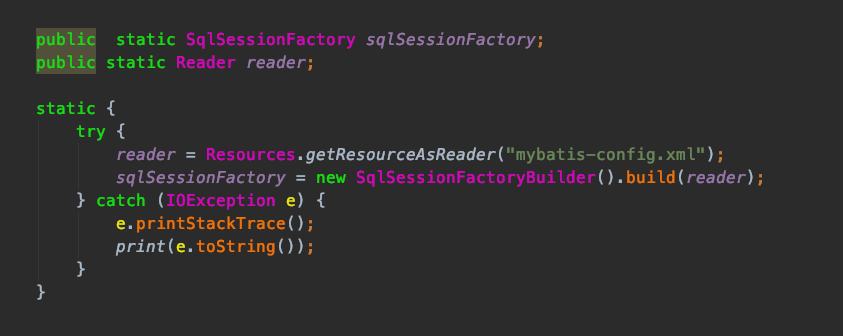 public  static SqlSessionFactory sqlSessionFactory;
public static Reader reader;
static {
try {
reader = Resources.getResourceAsReader("mybatis-config.xml");
sqlSessionFactory = new SqlSessionFactoryBuilder().build(reader);
} catch (IOException e) {
e.printStackTrace();
print(e.toString());
}
}